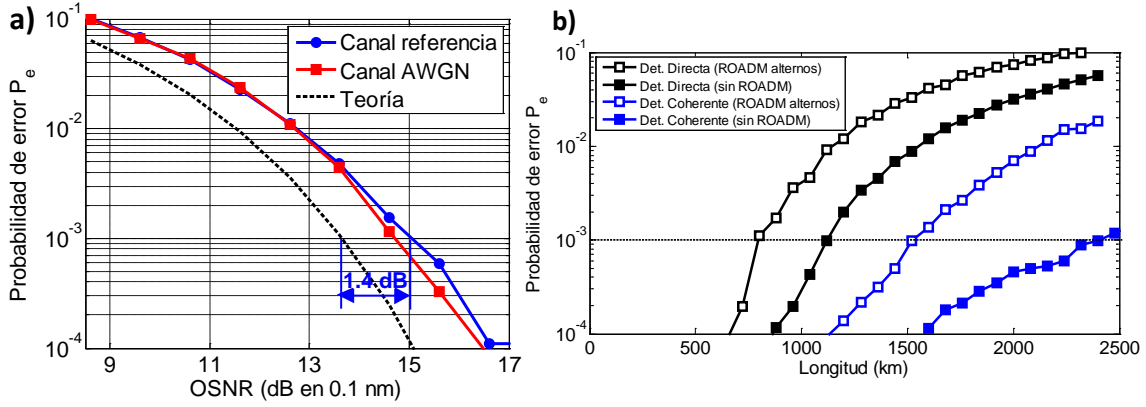 a)
Probabilidad de error P_e
10^-1
10^-2
10^-3
10^-4
Canal referencia
Canal AWGN
Teoría
1.4 dB
9 11 13 15 17
OSNR (dB en 0.1 nm)
b)
Probabilidad de error P_e
10^-1
10^-2
10^-3
10^-4
Det. Directa (ROADM alternos)
Det. Directa (sin ROADM)
Det. Coherente (ROADM alternos)
Det. Coherente (sin ROADM)
0 500 1000 1500 2000 2500
Longitud (km)